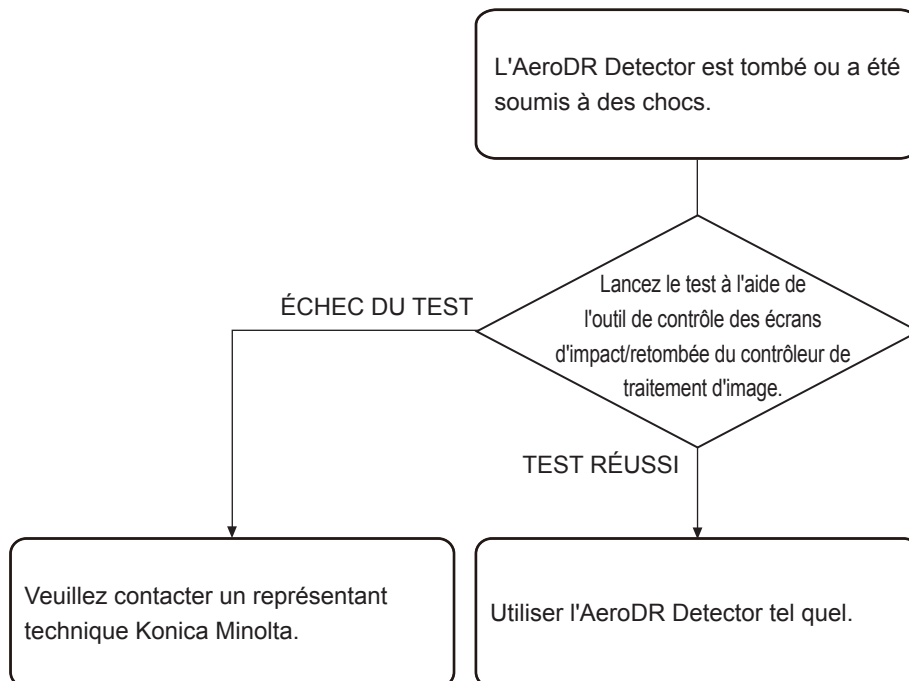 L'AeroDR Detector est tombé ou a été
soumis à des chocs.
Lancez le test à l'aide de
l'outil de contrôle des écrans
d'impact/retombée du contrôleur de
traitement d'image.
ÉCHEC DU TEST
TEST RÉUSSI
Veuillez contacter un représentant
technique Konica Minolta.
Utiliser l'AeroDR Detector tel quel.